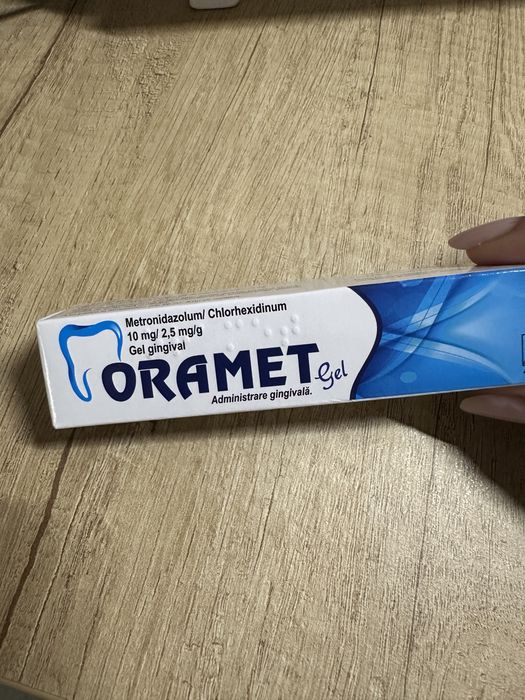 Metronidazolum/ Chlorhexidinum
10 mg/ 2,5 mg/g
Gel gingival
ORAMET Gel
Administrare gingivală.